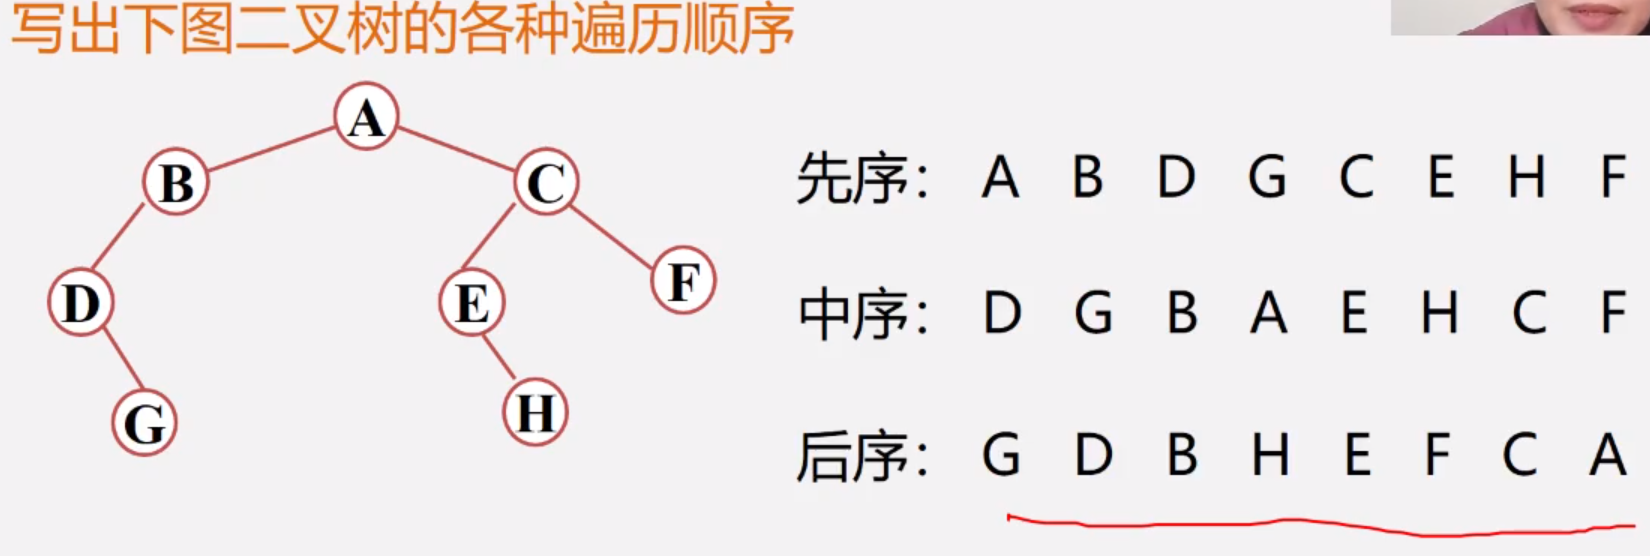 写出下图二叉树的各种遍历顺序
A
B
C
D
E
F
G
H
先序： A B D G C E H F
中序： D G B A E H C F
后序： G D B H E F C A